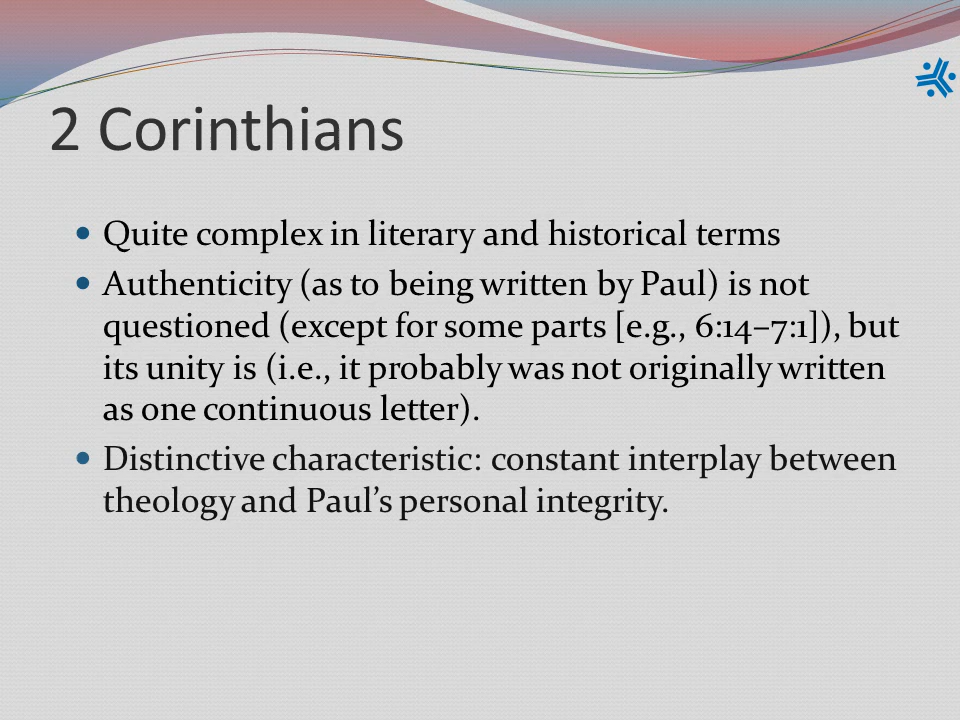 2 Corinthians
• Quite complex in literary and historical terms
• Authenticity (as to being written by Paul) is not
questioned (except for some parts [e.g., 6:14–7:1]), but
its unity is (i.e., it probably was not originally written
as one continuous letter).
• Distinctive characteristic: constant interplay between
theology and Paul’s personal integrity.